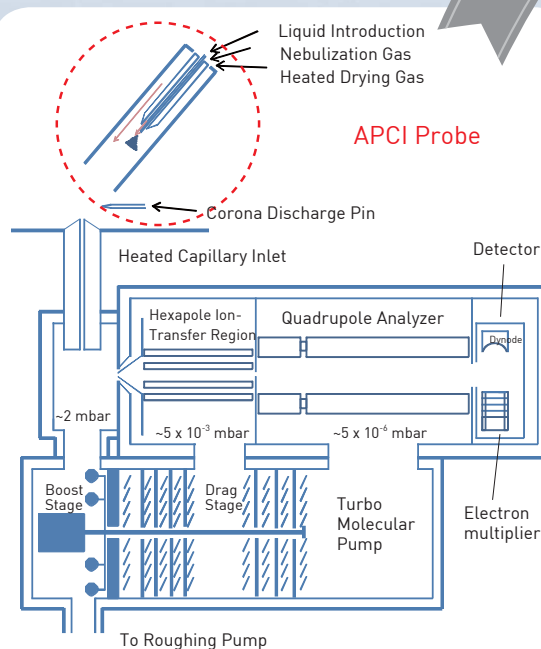 Liquid Introduction
Nebulization Gas
Heated Drying Gas
APCI Probe
Corona Discharge Pin
Heated Capillary Inlet
Detector
Hexapole Ion-
Transfer Region
Quadrupole Analyzer
Dynode
~2 mbar
~5 x 10⁻³ mbar
~5 x 10⁻⁶ mbar
Boost
Stage
Drag
Stage
Turbo
Molecular
Pump
Electron
multiplier
To Roughing Pump